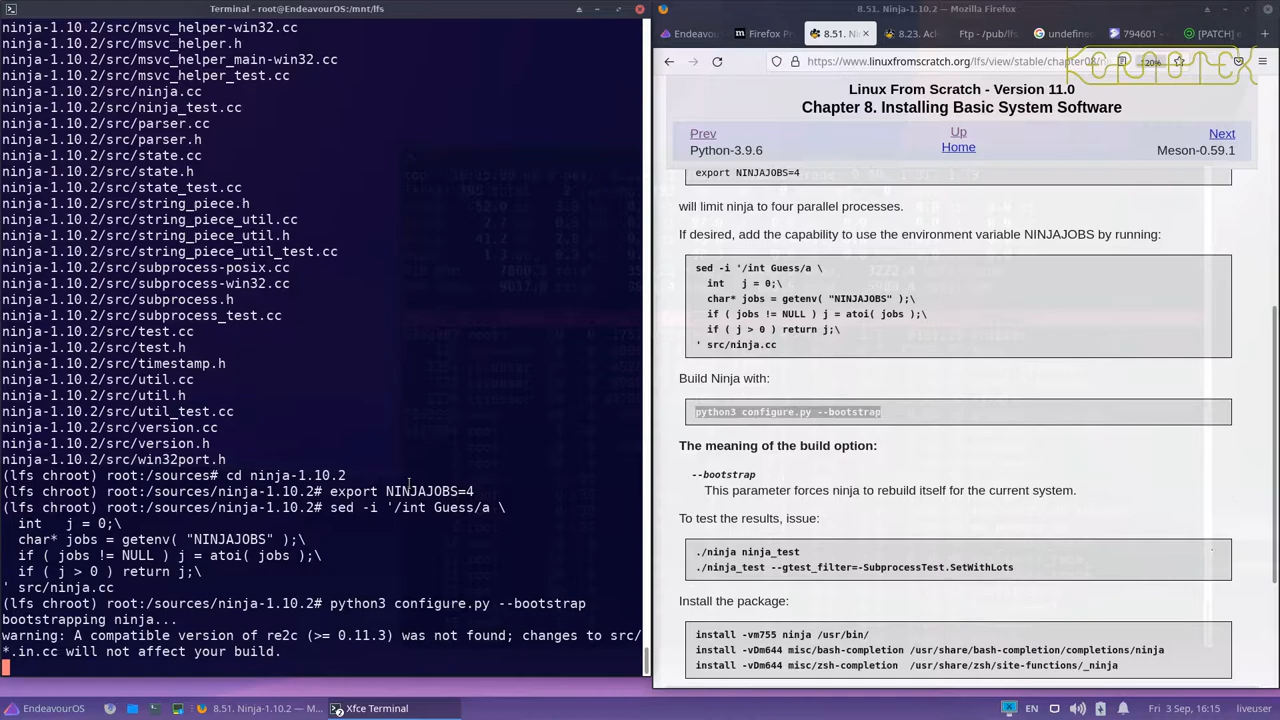 Terminal - root@EndeavourOS:/mnt/lfs
ninja-1.10.2/src/msvc_helper-win32.cc
ninja-1.10.2/src/msvc_helper.h
ninja-1.10.2/src/msvc_helper_main-win32.cc
ninja-1.10.2/src/msvc_helper_test.cc
ninja-1.10.2/src/ninja.cc
ninja-1.10.2/src/ninja_test.cc
ninja-1.10.2/src/parser.cc
ninja-1.10.2/src/parser.h
ninja-1.10.2/src/state.cc
ninja-1.10.2/src/state.h
ninja-1.10.2/src/state_test.cc
ninja-1.10.2/src/string_piece.h
ninja-1.10.2/src/string_piece_util.cc
ninja-1.10.2/src/string_piece_util.h
ninja-1.10.2/src/string_piece_util_test.cc
ninja-1.10.2/src/subprocess-posix.cc
ninja-1.10.2/src/subprocess-win32.cc
ninja-1.10.2/src/subprocess.h
ninja-1.10.2/src/subprocess_test.cc
ninja-1.10.2/src/test.cc
ninja-1.10.2/src/test.h
ninja-1.10.2/src/timestamp.h
ninja-1.10.2/src/util.cc
ninja-1.10.2/src/util.h
ninja-1.10.2/src/util_test.cc
ninja-1.10.2/src/version.cc
ninja-1.10.2/src/version.h
ninja-1.10.2/src/win32port.h
(lfs chroot) root:/sources# cd ninja-1.10.2
(lfs chroot) root:/sources/ninja-1.10.2# export NINJAJOBS=4
(lfs chroot) root:/sources/ninja-1.10.2# sed -i '/int Guess/a \
int   j = 0;\
char* jobs = getenv( "NINJAJOBS" );\
if ( jobs != NULL ) j = atoi( jobs );\
if ( j > 0 ) return j;\
' src/ninja.cc
(lfs chroot) root:/sources/ninja-1.10.2# python3 configure.py --bootstrap
bootstrapping ninja...
warning: A compatible version of re2c (>= 0.11.3) was not found; changes to src/
*.in.cc will not affect your build.
8.51. Ninja-1.10.2 — Mozilla Firefox
Endeavour
Firefox Pr
8.51. Ni
8.23. Ac
Ftp - /pub/lfs
undefined
794601 -
[PATCH] e
https://www.linuxfromscratch.org/lfs/view/stable/chapter08/
120%
Linux From Scratch - Version 11.0
Chapter 8. Installing Basic System Software
Prev
Up
Next
Python-3.9.6
Home
Meson-0.59.1
export NINJAJOBS=4
will limit ninja to four parallel processes.
If desired, add the capability to use the environment variable NINJAJOBS by running:
sed -i '/int Guess/a \
int   j = 0;\
char* jobs = getenv( "NINJAJOBS" );\
if ( jobs != NULL ) j = atoi( jobs );\
if ( j > 0 ) return j;\
' src/ninja.cc
Build Ninja with:
python3 configure.py --bootstrap
The meaning of the build option:
--bootstrap
This parameter forces ninja to rebuild itself for the current system.
To test the results, issue:
./ninja ninja_test
./ninja_test --gtest_filter=-SubprocessTest.SetWithLots
Install the package:
install -vm755 ninja /usr/bin/
install -vDm644 misc/bash-completion /usr/share/bash-completion/completions/ninja
install -vDm644 misc/zsh-completion  /usr/share/zsh/site-functions/_ninja
EndeavourOS
8.51. Ninja-1.10.2 — M...
Xfce Terminal
EN
Fri 3 Sep, 16:15
liveuser